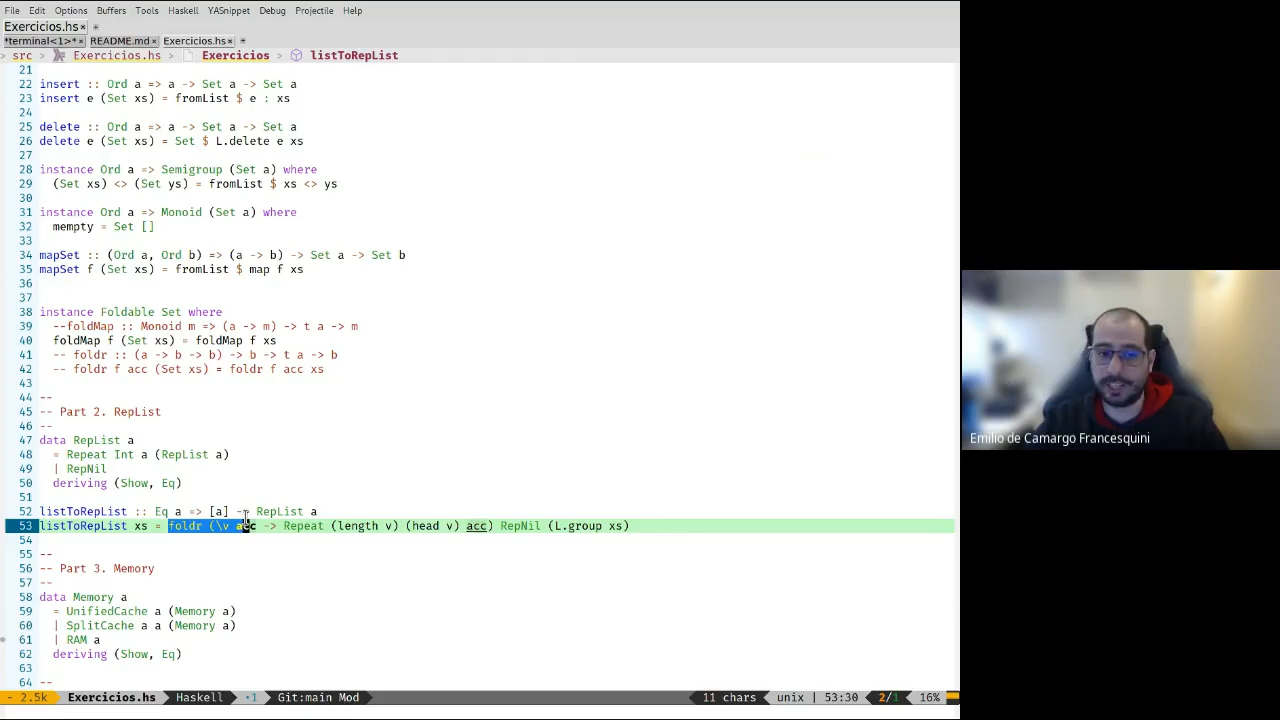 File Edit Options Buffers Tools Haskell YASnippet Debug Projectile Help
Exercicios.hs× +
*terminal<1>*× README.md× Exercicios.hs× +
> src > Exercicios.hs > Exercicios > listToRepList
21
22 insert :: Ord a => a -> Set a -> Set a
23 insert e (Set xs) = fromList $ e : xs
24
25 delete :: Ord a => a -> Set a -> Set a
26 delete e (Set xs) = Set $ L.delete e xs
27
28 instance Ord a => Semigroup (Set a) where
29   (Set xs) <> (Set ys) = fromList $ xs <> ys
30
31 instance Ord a => Monoid (Set a) where
32   mempty = Set []
33
34 mapSet :: (Ord a, Ord b) => (a -> b) -> Set a -> Set b
35 mapSet f (Set xs) = fromList $ map f xs
36
37
38 instance Foldable Set where
39   --foldMap :: Monoid m => (a -> m) -> t a -> m
40   foldMap f (Set xs) = foldMap f xs
41   -- foldr :: (a -> b -> b) -> b -> t a -> b
42   -- foldr f acc (Set xs) = foldr f acc xs
43
44 --
45 -- Part 2. RepList
46 --
47 data RepList a
48   = Repeat Int a (RepList a)
49   | RepNil
50   deriving (Show, Eq)
51
52 listToRepList :: Eq a => [a] -> RepList a
53 listToRepList xs = foldr (\v acc -> Repeat (length v) (head v) acc) RepNil (L.group xs)
54
55 --
56 -- Part 3. Memory
57 --
58 data Memory a
59   = UnifiedCache a (Memory a)
60   | SplitCache a a (Memory a)
61   | RAM a
62   deriving (Show, Eq)
63
64 --
- 2.5k Exercicios.hs Haskell •1 Git:main Mod 11 chars unix | 53:30 2/1 16%
Emilio de Camargo Francesquini